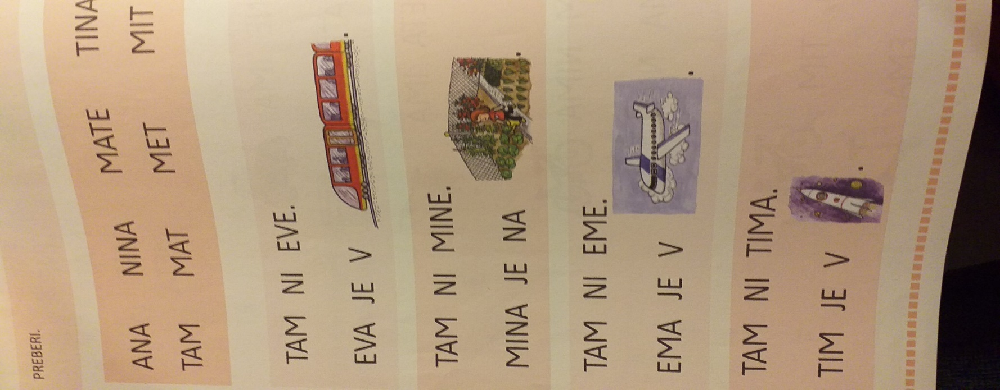 PREBERI.
ANA NINA MATE TINA
TAM MAT MET MIT
TAM NI EVE.
EVA JE V .
TAM NI MINE.
MINA JE NA .
TAM NI EME.
EMA JE V .
TAM NI TIMA.
TIM JE V .